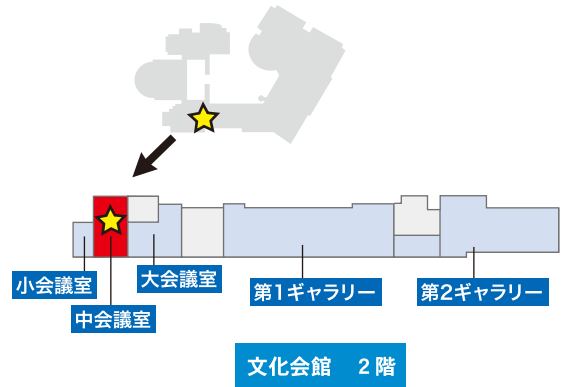 小会議室
中会議室
大会議室
第1ギャラリー
第2ギャラリー
文化会館　2階